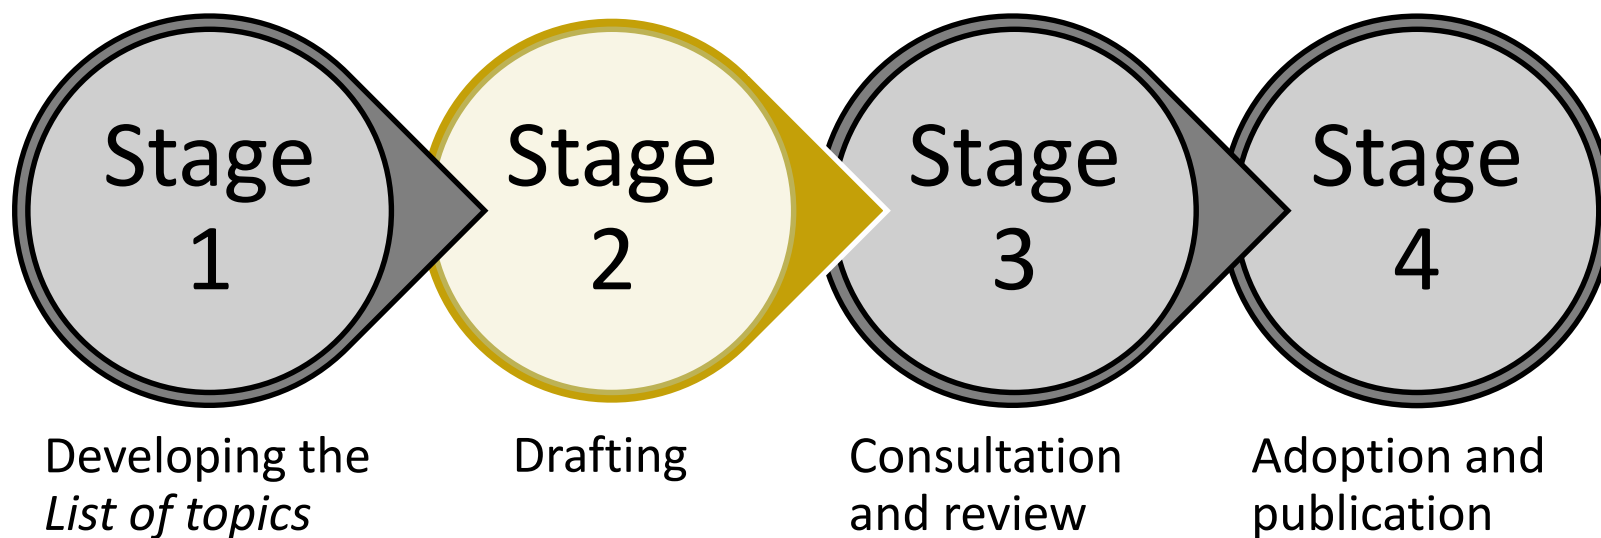 Stage
1
Stage
2
Stage
3
Stage
4
Developing the
List of topics
Drafting
Consultation
and review
Adoption and
publication